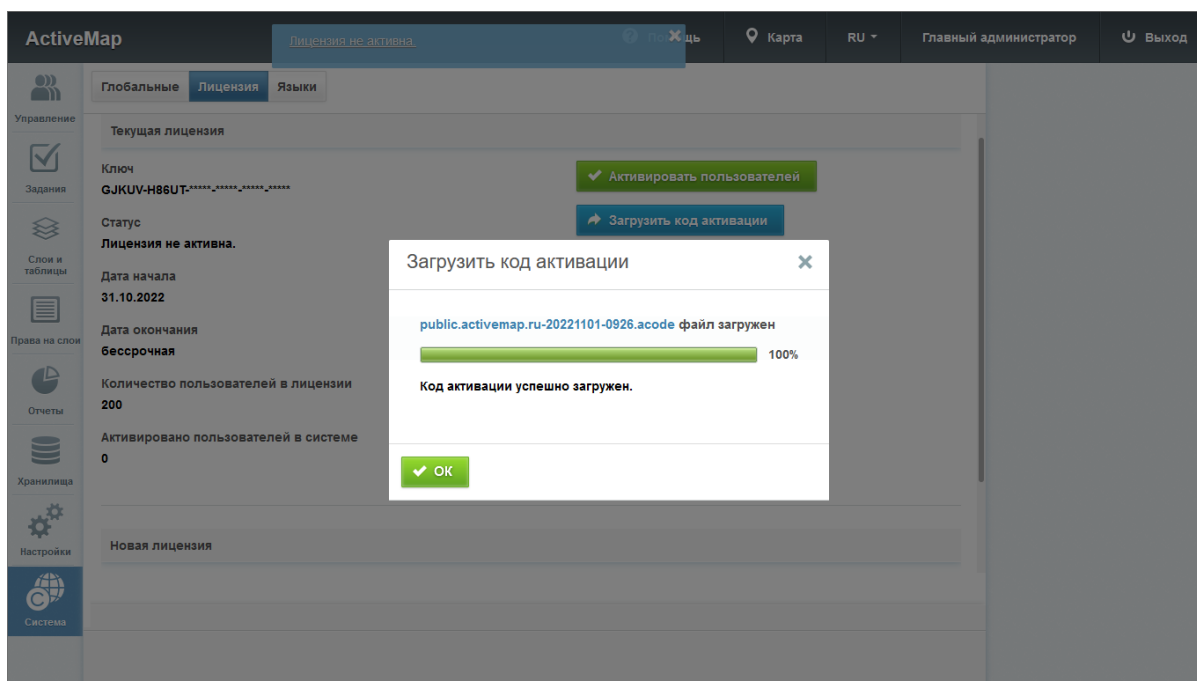 ActiveMap
Лицензия не активна.
Помощь
Карта
RU
Главный администратор
Выход
Управление
Задания
Слои и
таблицы
Права на слои
Отчеты
Хранилища
Настройки
Система
Глобальные
Лицензия
Языки
Текущая лицензия
Ключ
GJKUV-H86UT-*****-*****-*****-*****
Активировать пользователей
Статус
Лицензия не активна.
Загрузить код активации
Дата начала
31.10.2022
Дата окончания
бессрочная
Количество пользователей в лицензии
200
Активировано пользователей в системе
0
Новая лицензия
Загрузить код активации
public.activemap.ru-20221101-0926.acode файл загружен
100%
Код активации успешно загружен.
ОК